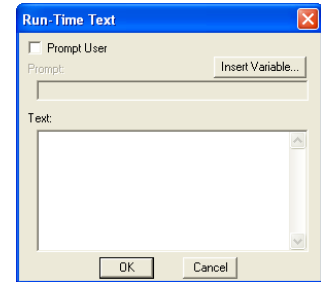 Run-Time Text
Prompt User
Prompt:
Insert Variable...
Text:
OK
Cancel